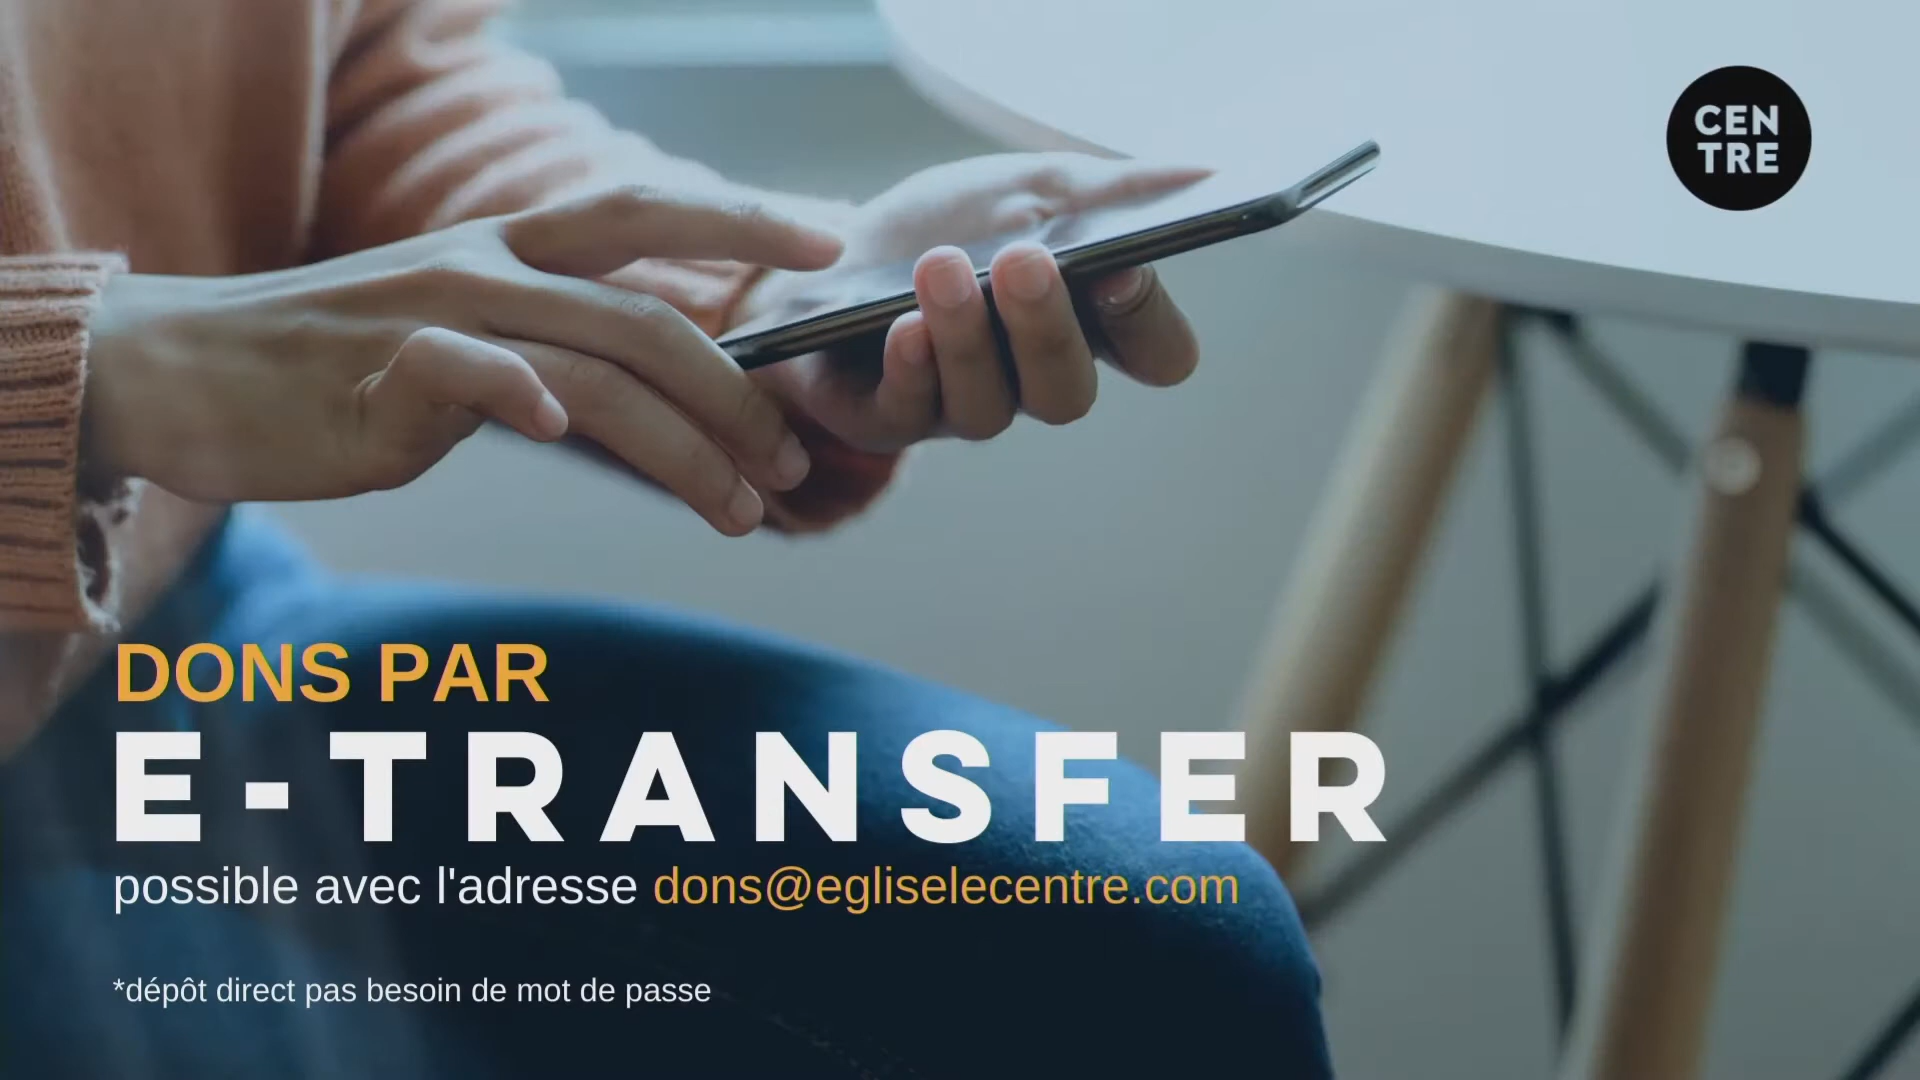 CEN
TRE
DONS PAR
E-TRANSFER
possible avec l'adresse dons@egliselecentre.com
*dépôt direct pas besoin de mot de passe